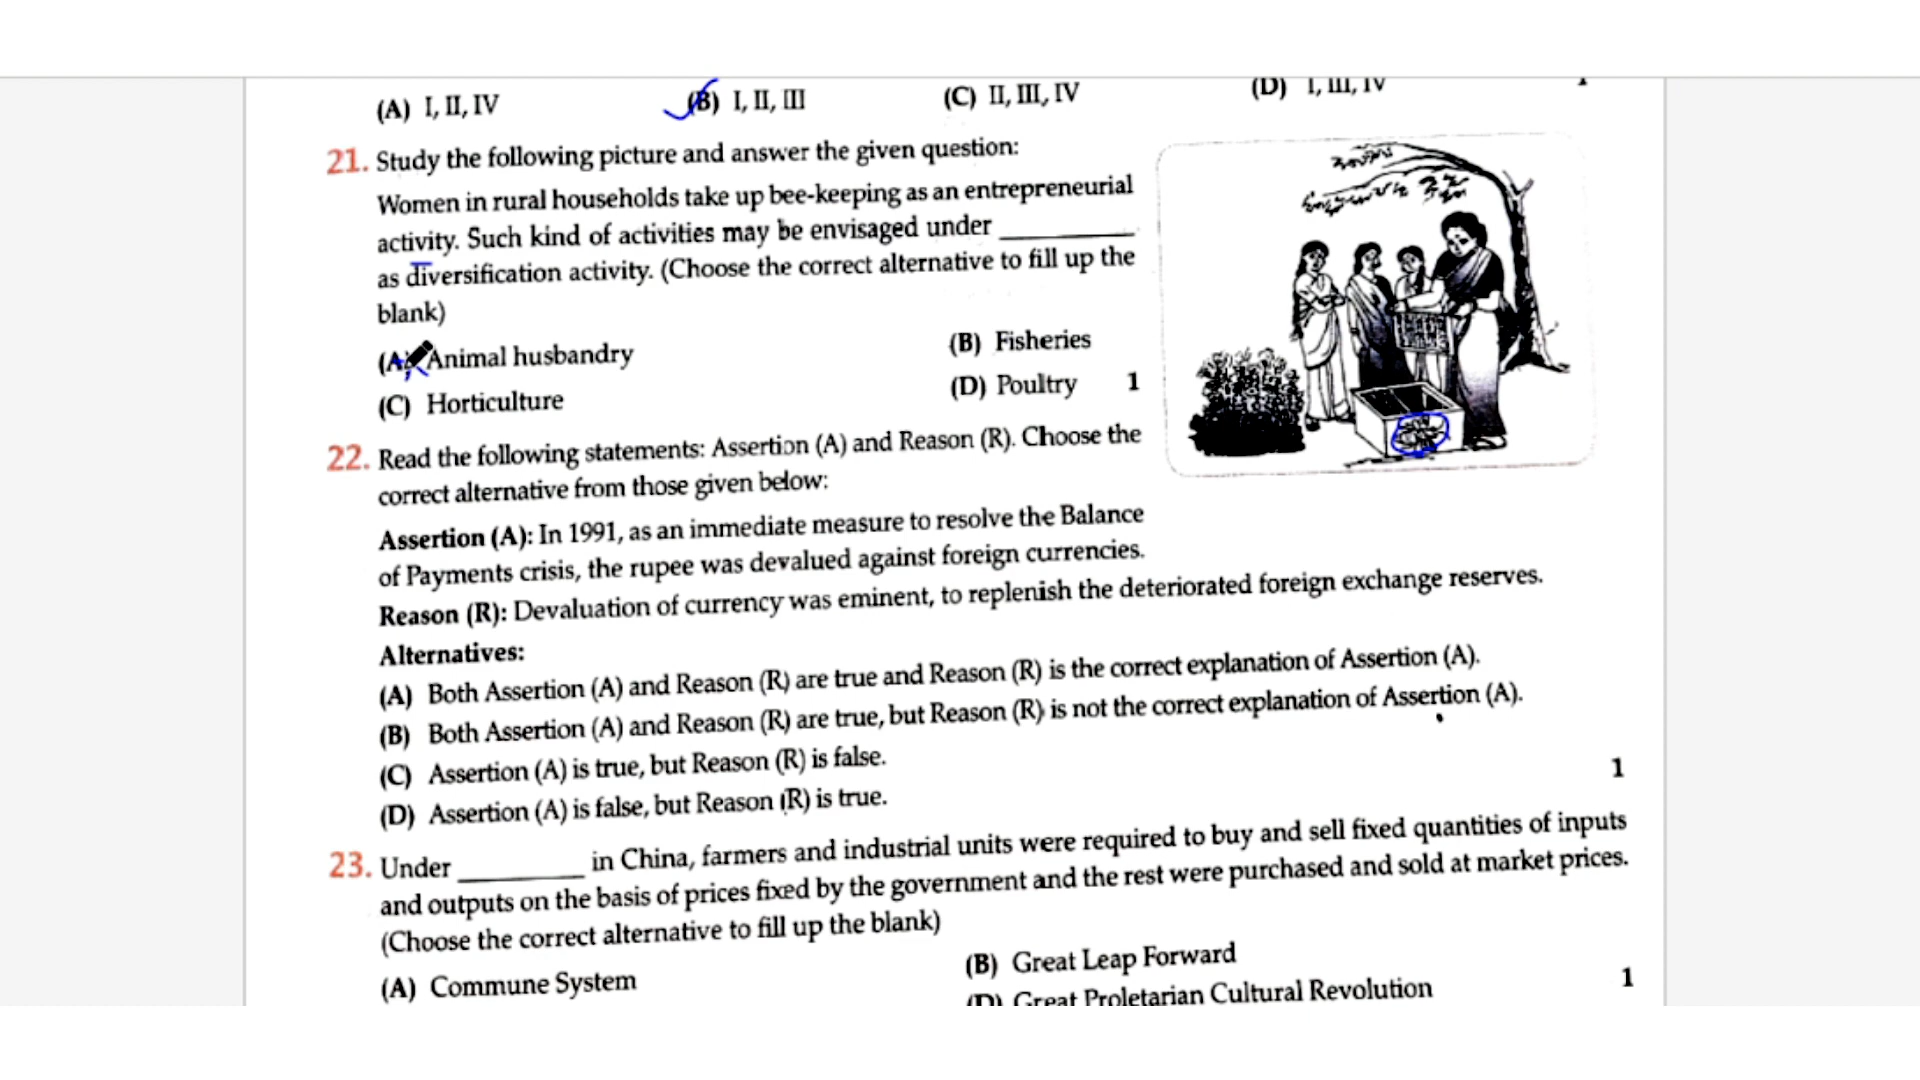 (A) I, II, IV (B) I, II, III (C) II, III, IV (D) I, III, IV
21. Study the following picture and answer the given question:
Women in rural households take up bee-keeping as an entrepreneurial
activity. Such kind of activities may be envisaged under __________
as diversification activity. (Choose the correct alternative to fill up the
blank)
(A) Animal husbandry (B) Fisheries
(C) Horticulture (D) Poultry 1
22. Read the following statements: Assertion (A) and Reason (R). Choose the
correct alternative from those given below:
Assertion (A): In 1991, as an immediate measure to resolve the Balance
of Payments crisis, the rupee was devalued against foreign currencies.
Reason (R): Devaluation of currency was eminent, to replenish the deteriorated foreign exchange reserves.
Alternatives:
(A) Both Assertion (A) and Reason (R) are true and Reason (R) is the correct explanation of Assertion (A).
(B) Both Assertion (A) and Reason (R) are true, but Reason (R) is not the correct explanation of Assertion (A).
(C) Assertion (A) is true, but Reason (R) is false.
(D) Assertion (A) is false, but Reason (R) is true. 1
23. Under __________ in China, farmers and industrial units were required to buy and sell fixed quantities of inputs
and outputs on the basis of prices fixed by the government and the rest were purchased and sold at market prices.
(Choose the correct alternative to fill up the blank)
(A) Commune System (B) Great Leap Forward
(D) Great Proletarian Cultural Revolution 1